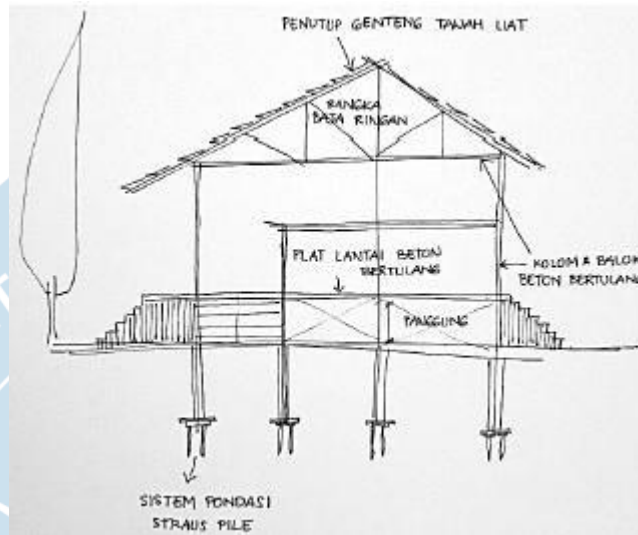 PENUTUP GENTENG TANAH LIAT
RANGKA
BATA RINGAN
PLAT LANTAI BETON
BERTULANG
KOLOM & BALOK
BETON BERTULANG
PANGGUNG
SISTEM PONDASI
STRAUS PILE